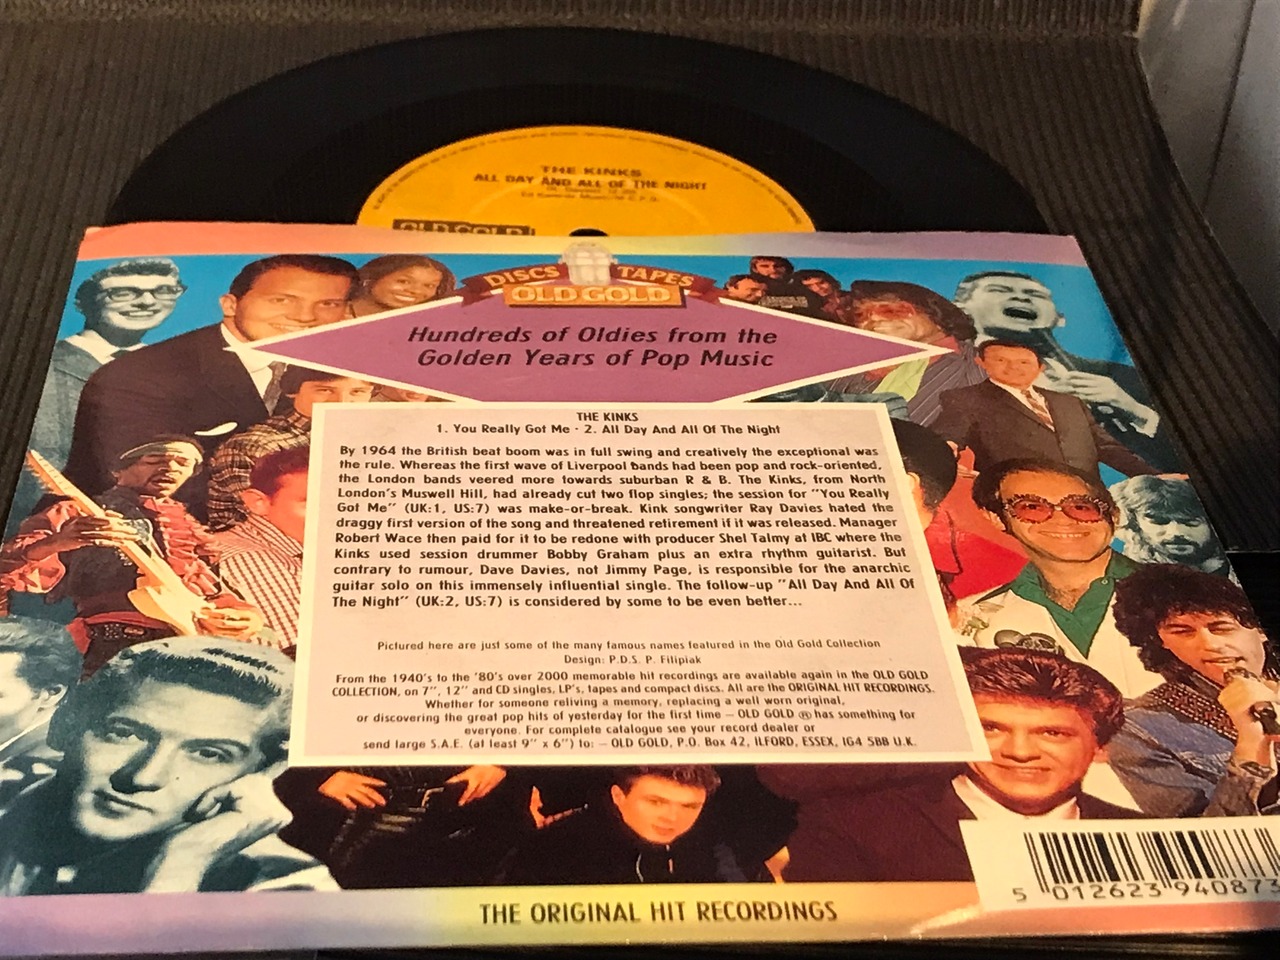 THE KINKS
ALL DAY AND ALL OF THE NIGHT
OLD GOLD
DISCS TAPES
OLD GOLD
Hundreds of Oldies from the
Golden Years of Pop Music
THE KINKS
1. You Really Got Me · 2. All Day And All Of The Night
By 1964 the British beat boom was in full swing and creatively the exceptional was
the rule. Whereas the first wave of Liverpool bands had been pop and rock-oriented,
the London bands veered more towards suburban R & B. The Kinks, from North
London's Muswell Hill, had already cut two flop singles; the session for "You Really
Got Me" (UK:1, US:7) was make-or-break. Kink songwriter Ray Davies hated the
draggy first version of the song and threatened retirement if it was released. Manager
Robert Wace then paid for it to be redone with producer Shel Talmy at IBC where the
Kinks used session drummer Bobby Graham plus an extra rhythm guitarist. But
contrary to rumour, Dave Davies, not Jimmy Page, is responsible for the anarchic
guitar solo on this immensely influential single. The follow-up "All Day And All Of
The Night" (UK:2, US:7) is considered by some to be even better...
Pictured here are just some of the many famous names featured in the Old Gold Collection
Design: P.D.S. P. Filipiak
From the 1940's to the '80's over 2000 memorable hit recordings are available again in the OLD GOLD
COLLECTION, on 7", 12" and CD singles, LP's, tapes and compact discs. All are the ORIGINAL HIT RECORDINGS.
Whether for someone reliving a memory, replacing a well worn original,
or discovering the great pop hits of yesterday for the first time – OLD GOLD ® has something for
everyone. For complete catalogue see your record dealer or
send large S.A.E. (at least 9" x 6") to: – OLD GOLD, P.O. Box 42, ILFORD, ESSEX, IG4 5BB U.K.
5 012623 940873
THE ORIGINAL HIT RECORDINGS